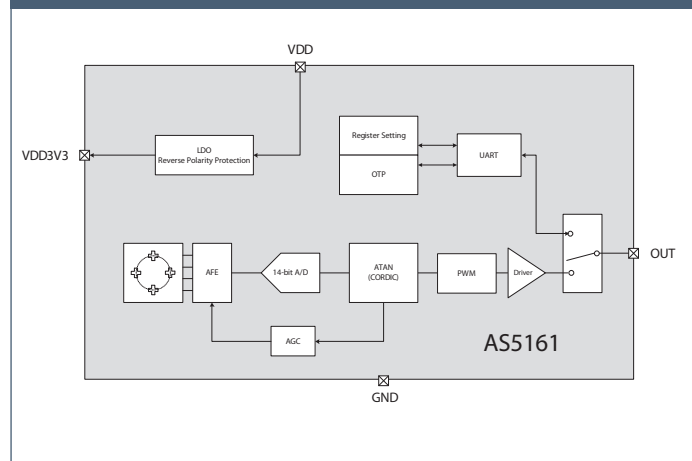 VDD
VDD3V3
LDO
Reverse Polarity Protection
Register Setting
OTP
UART
OUT
AFE
14-bit A/D
ATAN
(CORDIC)
PWM
Driver
AGC
AS5161
GND